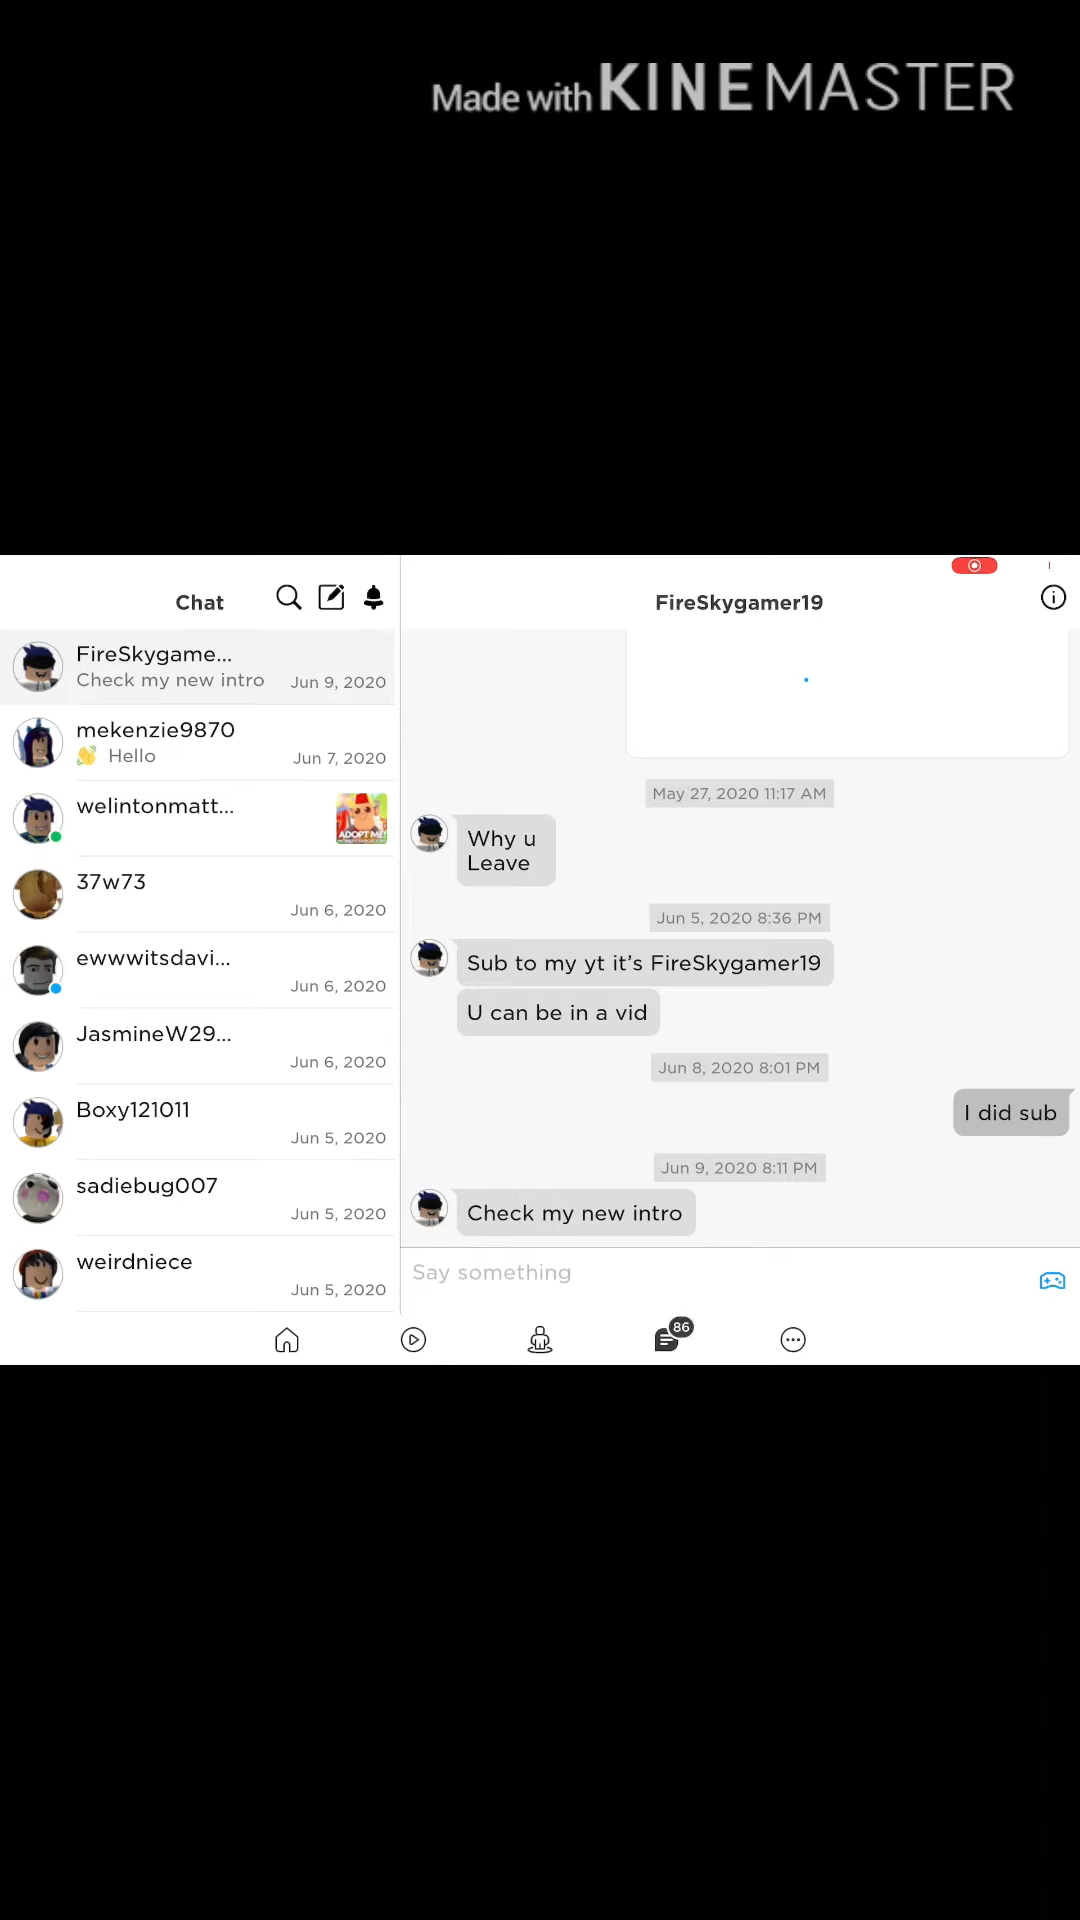 Made with KINEMASTER
Chat
FireSkygame...
Check my new intro
Jun 9, 2020
mekenzie9870
👋 Hello
Jun 7, 2020
welintonmatt...
ADOPT ME!
37w73
Jun 6, 2020
ewwwitsdavi...
Jun 6, 2020
JasmineW29...
Jun 6, 2020
Boxy121011
Jun 5, 2020
sadiebug007
Jun 5, 2020
weirdniece
Jun 5, 2020
FireSkygamer19
May 27, 2020 11:17 AM
Why u
Leave
Jun 5, 2020 8:36 PM
Sub to my yt it’s FireSkygamer19
U can be in a vid
Jun 8, 2020 8:01 PM
I did sub
Jun 9, 2020 8:11 PM
Check my new intro
Say something
86